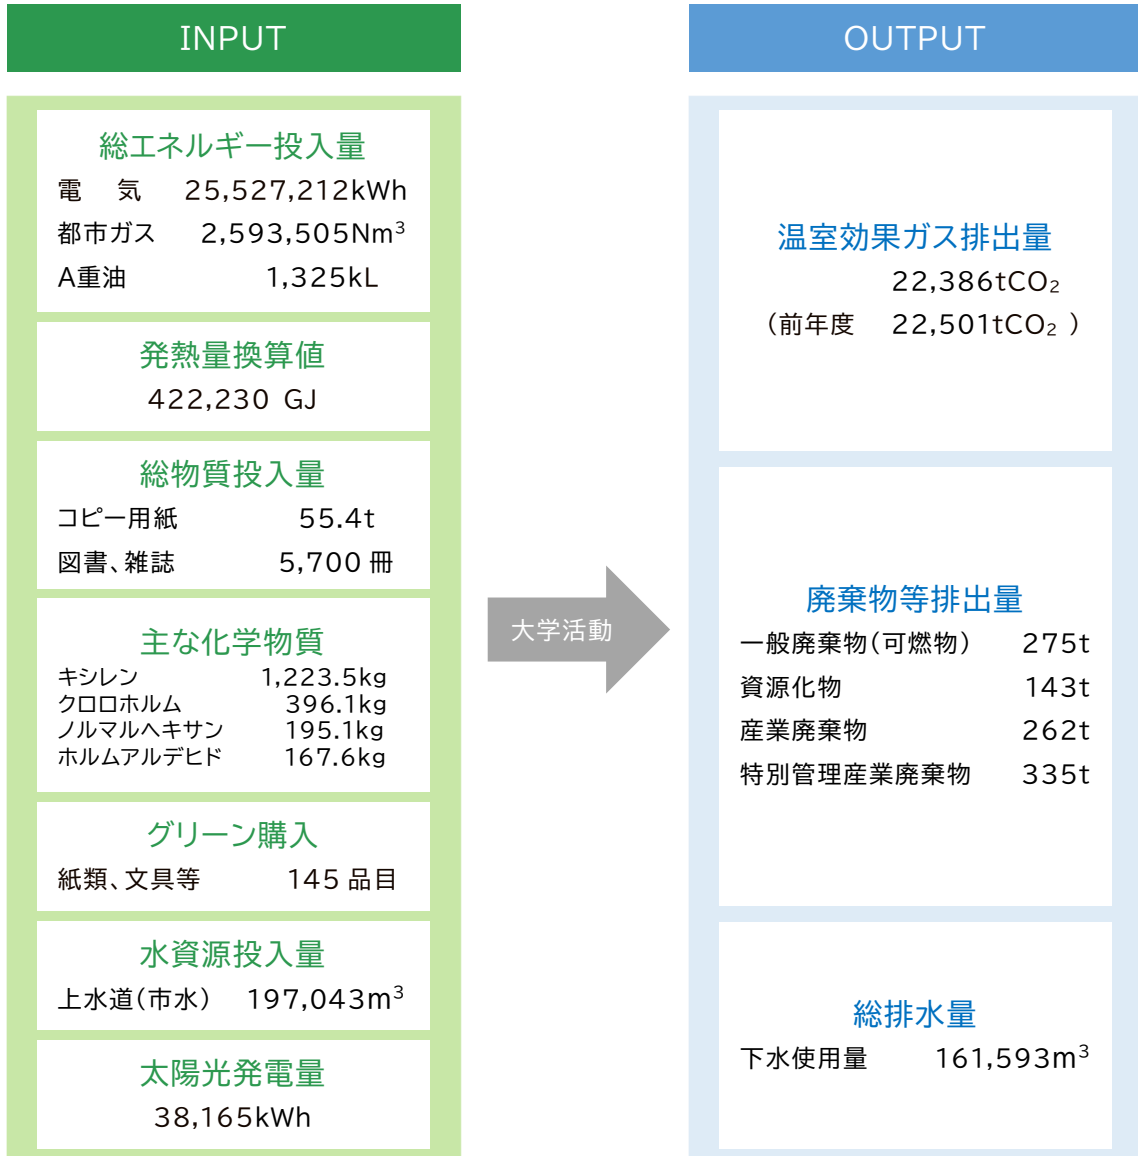 INPUT
総エネルギー投入量
電　気　25,527,212kWh
都市ガス　2,593,505Nm³
A重油　1,325kL
発熱量換算値
422,230 GJ
総物質投入量
コピー用紙　55.4t
図書、雑誌　5,700 冊
主な化学物質
キシレン　1,223.5kg
クロロホルム　396.1kg
ノルマルヘキサン　195.1kg
ホルムアルデヒド　167.6kg
グリーン購入
紙類、文具等　145 品目
水資源投入量
上水道(市水)　197,043m³
太陽光発電量
38,165kWh
大学活動
OUTPUT
温室効果ガス排出量
22,386tCO₂
(前年度　22,501tCO₂ )
廃棄物等排出量
一般廃棄物(可燃物)　275t
資源化物　143t
産業廃棄物　262t
特別管理産業廃棄物　335t
総排水量
下水使用量　161,593m³